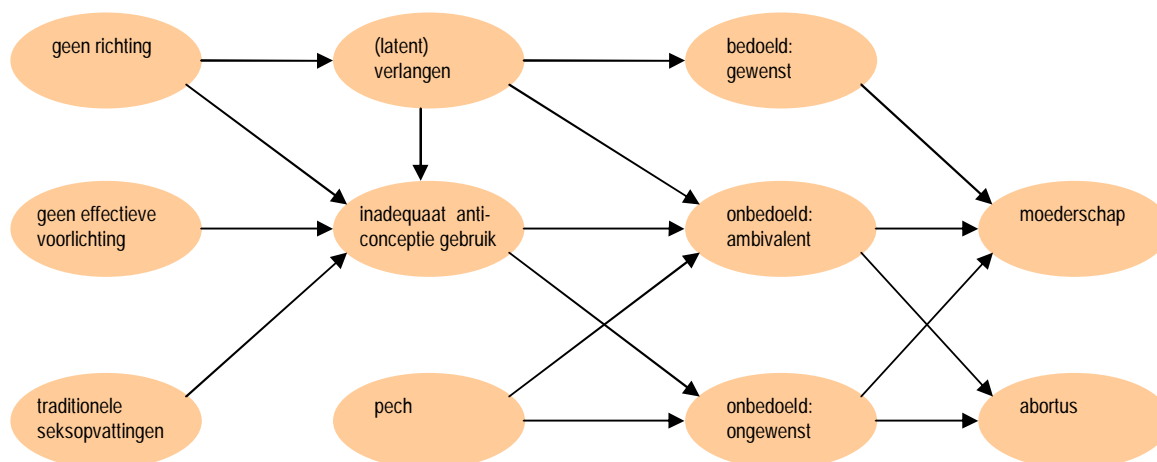 geen richting
(latent)
verlangen
bedoeld:
gewenst
geen effectieve
voorlichting
inadequaat anti-
conceptie gebruik
onbedoeld:
ambivalent
moederschap
traditionele
seksopvattingen
pech
onbedoeld:
ongewenst
abortus